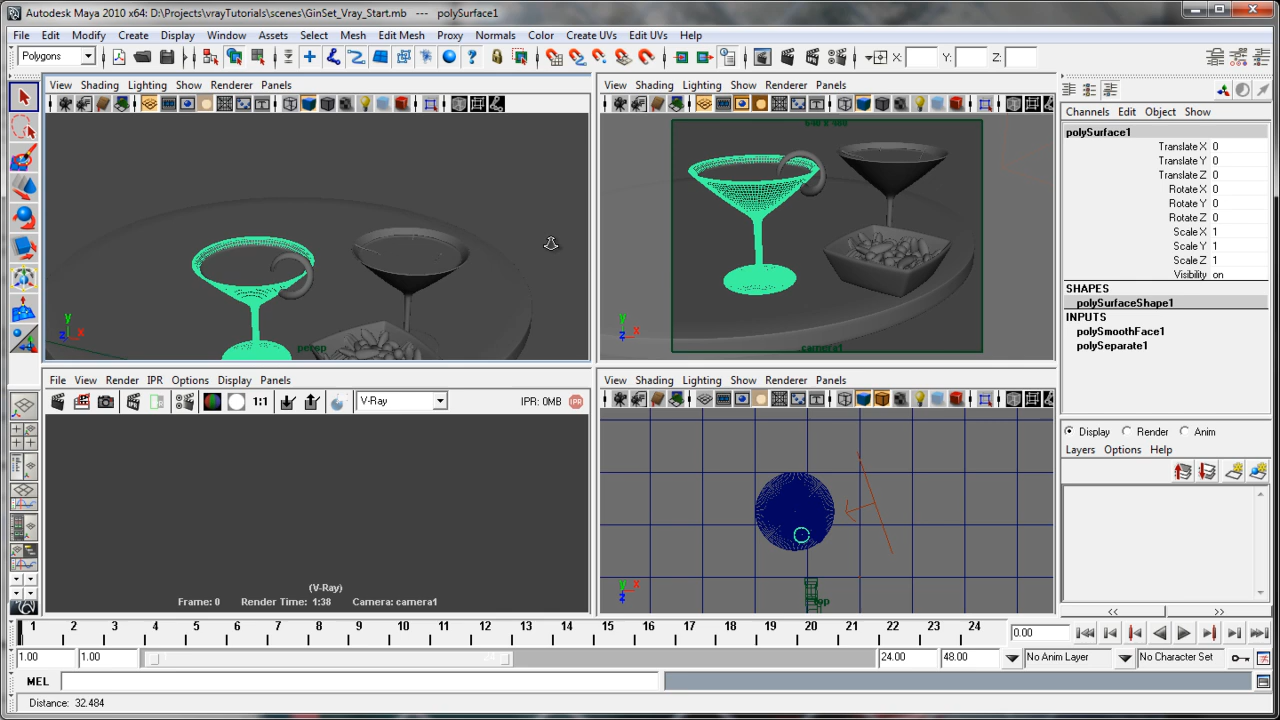 Autodesk Maya 2010 x64: D:\Projects\vrayTutorials\scenes\GinSet_Vray_Start.mb --- polySurface1
File Edit Modify Create Display Window Assets Select Mesh Edit Mesh Proxy Normals Color Create UVs Edit UVs Help
Polygons X: Y: Z:
View Shading Lighting Show Renderer Panels
View Shading Lighting Show Renderer Panels
Channels Edit Object Show
polySurface1
Translate X 0
Translate Y 0
Translate Z 0
Rotate X 0
Rotate Y 0
Rotate Z 0
Scale X 1
Scale Y 1
Scale Z 1
Visibility on
SHAPES
polySurfaceShape1
INPUTS
polySmoothFace1
polySeparate1
y
z x
persp
y
z x
camera1
File View Render IPR Options Display Panels
1:1 V-Ray IPR: 0MB IPR
(V-Ray)
Frame: 0 Render Time: 1:38 Camera: camera1
View Shading Lighting Show Renderer Panels
y x
z
top
Display Render Anim
Layers Options Help
<< >>
1 2 3 4 5 6 7 8 9 10 11 12 13 14 15 16 17 18 19 20 21 22 23 24
0.00
1.00 1.00 24.00 48.00 No Anim Layer No Character Set
MEL
Distance: 32.484